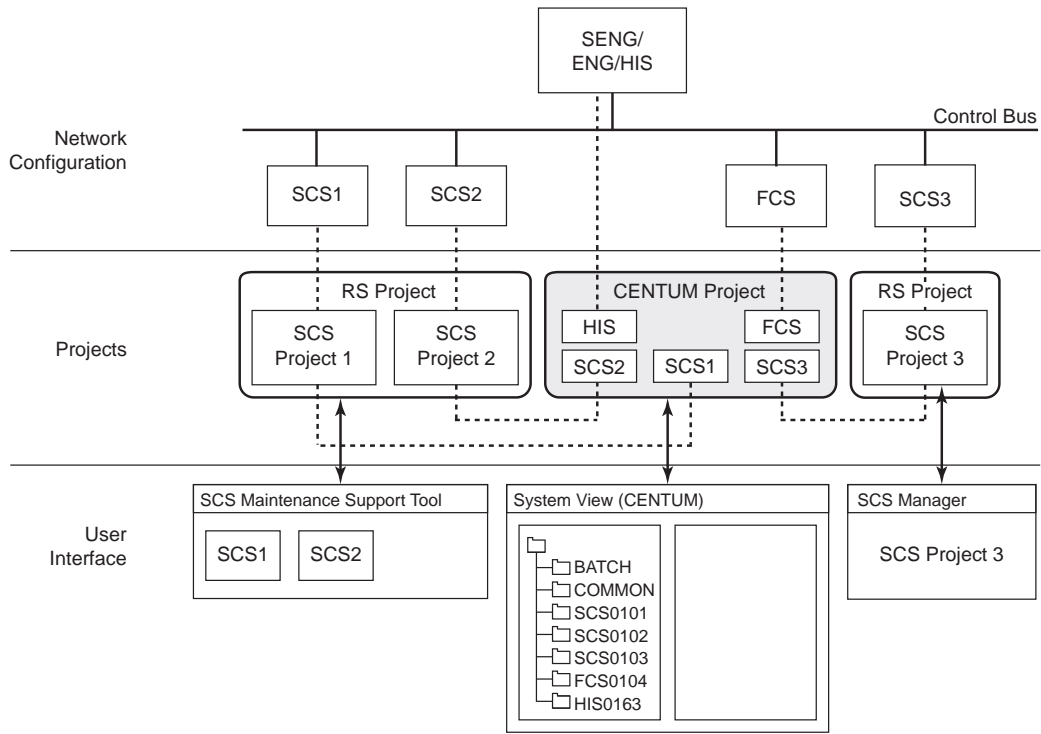 SENG/
ENG/HIS
Control Bus
Network
Configuration
SCS1
SCS2
FCS
SCS3
Projects
RS Project
SCS
Project 1
SCS
Project 2
CENTUM Project
HIS
FCS
SCS2
SCS1
SCS3
RS Project
SCS
Project 3
User
Interface
SCS Maintenance Support Tool
SCS1
SCS2
System View (CENTUM)
BATCH
COMMON
SCS0101
SCS0102
SCS0103
FCS0104
HIS0163
SCS Manager
SCS Project 3